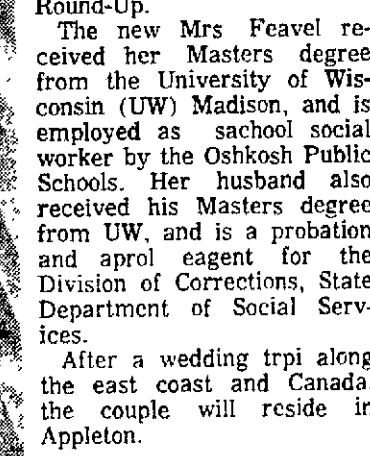 Round-Up.
The new Mrs Feavel re-
ceived her Masters degree
from the University of Wis-
consin (UW) Madison, and is
employed as sachool social
worker by the Oshkosh Public
Schools. Her husband also
received his Masters degree
from UW, and is a probation
and aprol eagent for the
Division of Corrections, State
Department of Social Serv-
ices.
After a wedding trpi along
the east coast and Canada,
the couple will reside in
Appleton.